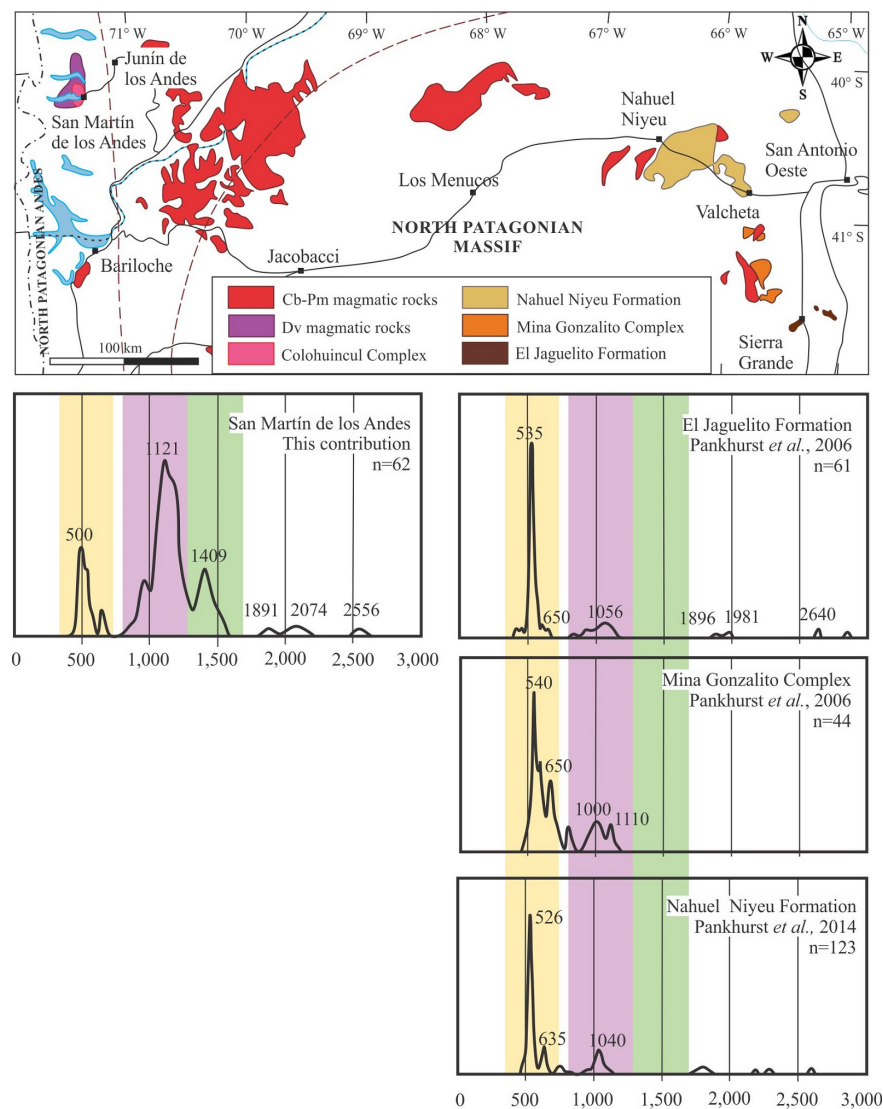 71° W
70° W
68° W
67° W
66° W
65° W
N
W
E
S
40° S
41° S
Junín de
los Andes
San Martín
de los Andes
Nahuel
Niyeu
San Antonio
Oeste
Los Menucos
Valcheta
NORTH PATAGONIAN ANDES
NORTH PATAGONIAN
MASSIF
Bariloche
Jacobacci
Sierra
Grande
100 km
Cb-Pm magmatic rocks
Dv magmatic rocks
Colohuincul Complex
Nahuel Niyeu Formation
Mina Gonzalito Complex
El Jaguelito Formation
San Martín de los Andes
This contribution
n=62
1121
500
1409
1891
2074
2556
0
500
1,000
1,500
2,000
2,500
3,000
El Jaguelito Formation
Pankhurst et al., 2006
n=61
535
650
1056
1896
1981
2640
Mina Gonzalito Complex
Pankhurst et al., 2006
n=44
540
650
1000
1110
Nahuel Niyeu Formation
Pankhurst et al., 2014
n=123
526
635
1040
0
500
1,000
1,500
2,000
2,500
3,000